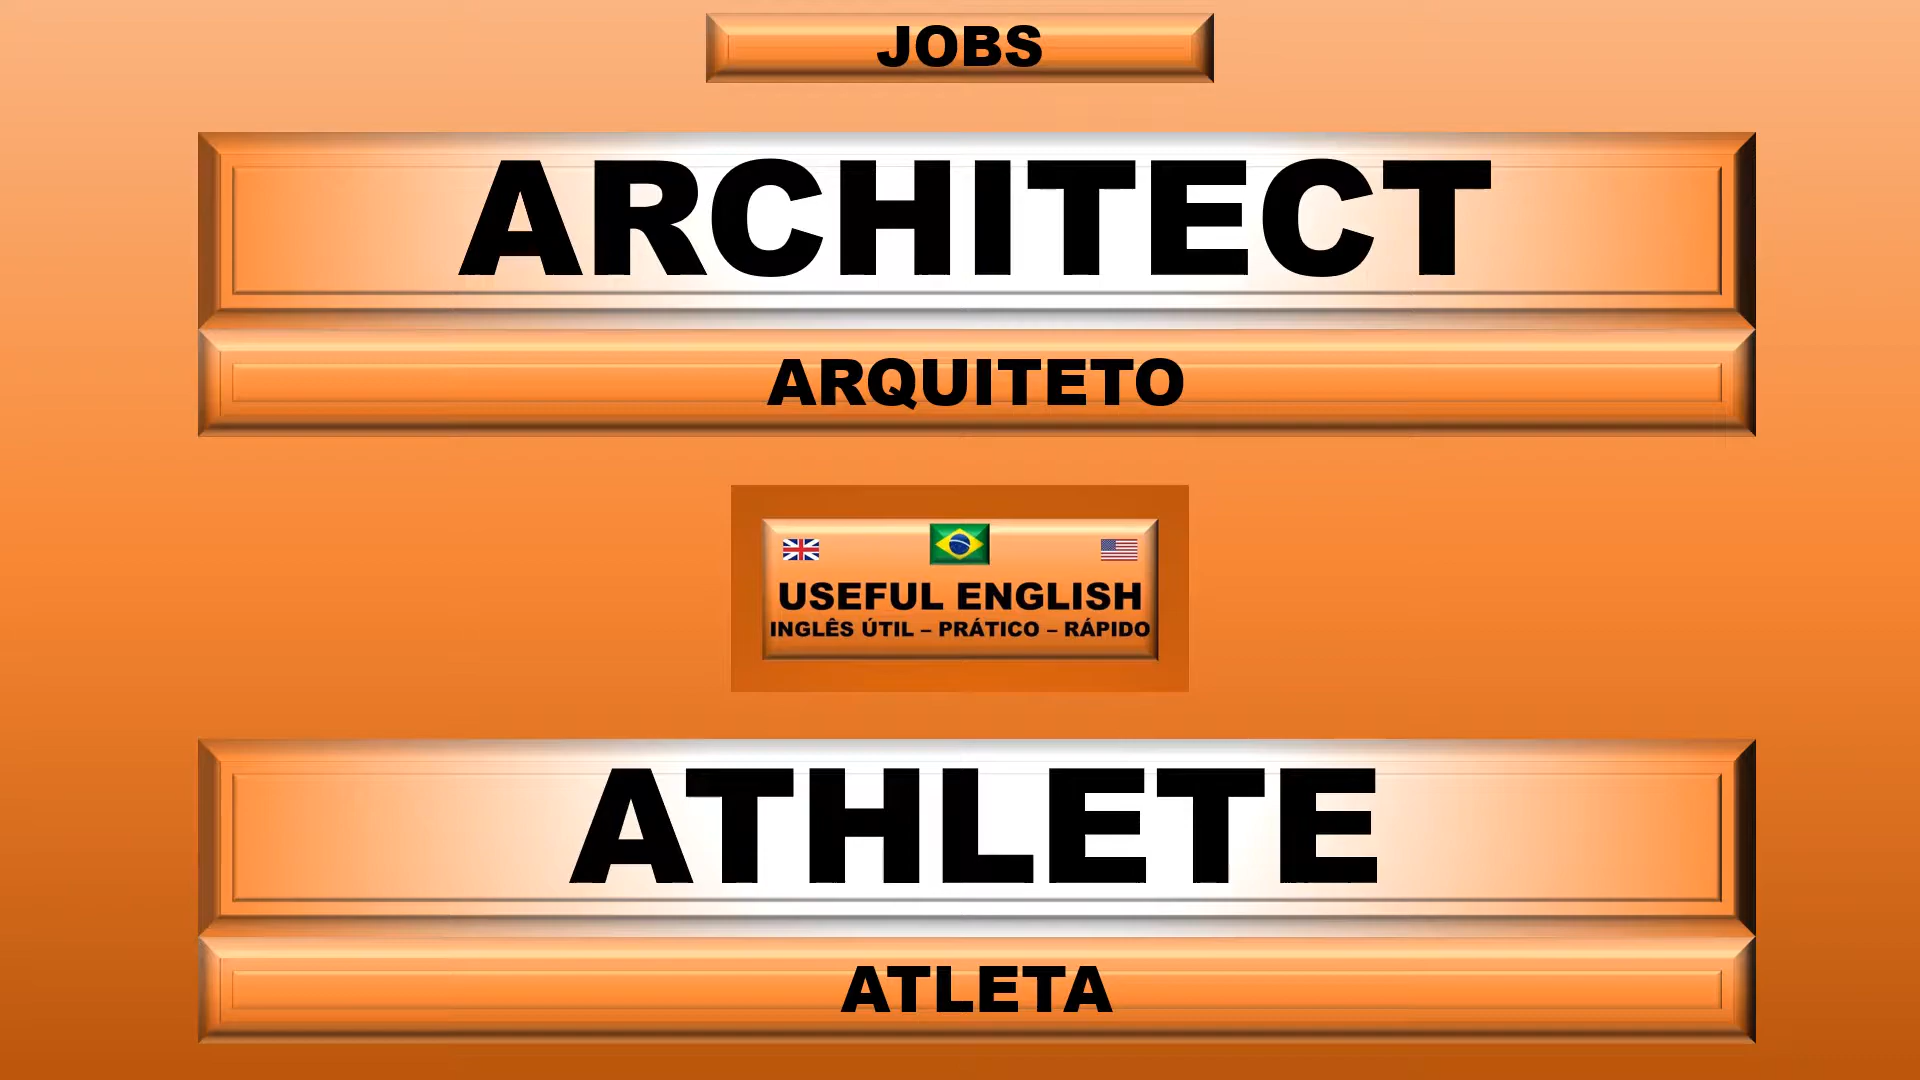 JOBS
ARCHITECT
ARQUITETO
USEFUL ENGLISH
INGLÊS ÚTIL – PRÁTICO – RÁPIDO
ATHLETE
ATLETA